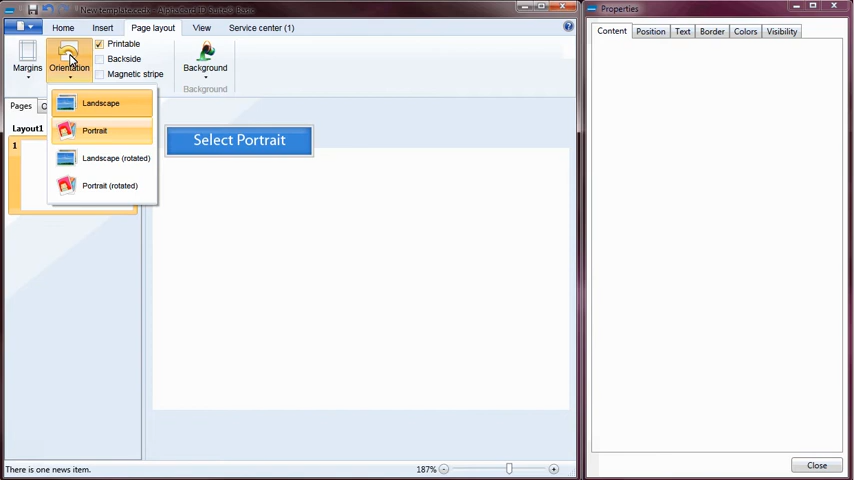 New template.cedx - AlphaCard ID Suite® Basic
Properties
Home
Insert
Page layout
View
Service center (1)
Content
Position
Text
Border
Colors
Visibility
Margins
Orientation
Printable
Backside
Magnetic stripe
Background
Background
Pages
Layout1
1
Landscape
Portrait
Landscape (rotated)
Portrait (rotated)
Select Portrait
There is one news item.
187%
Close